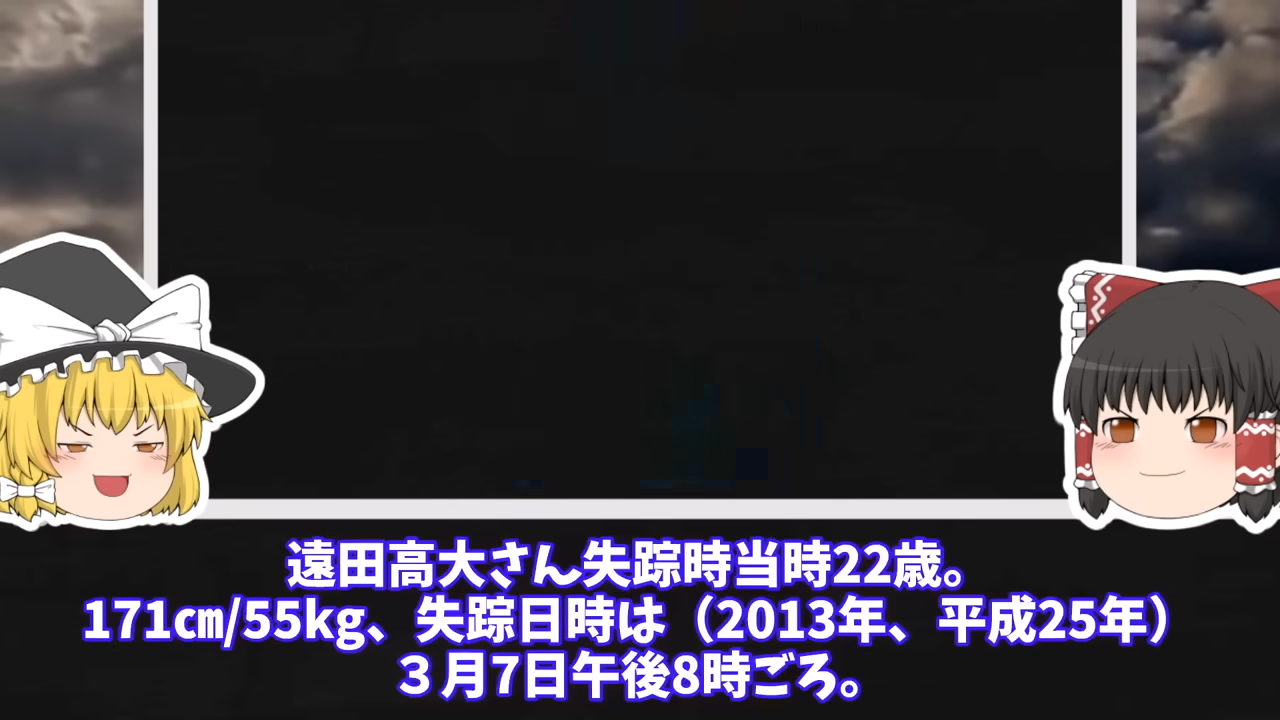 遠田高大さん失踪時当時22歳。
171㎝/55kg、失踪日時は（2013年、平成25年）
３月7日午後8時ごろ。